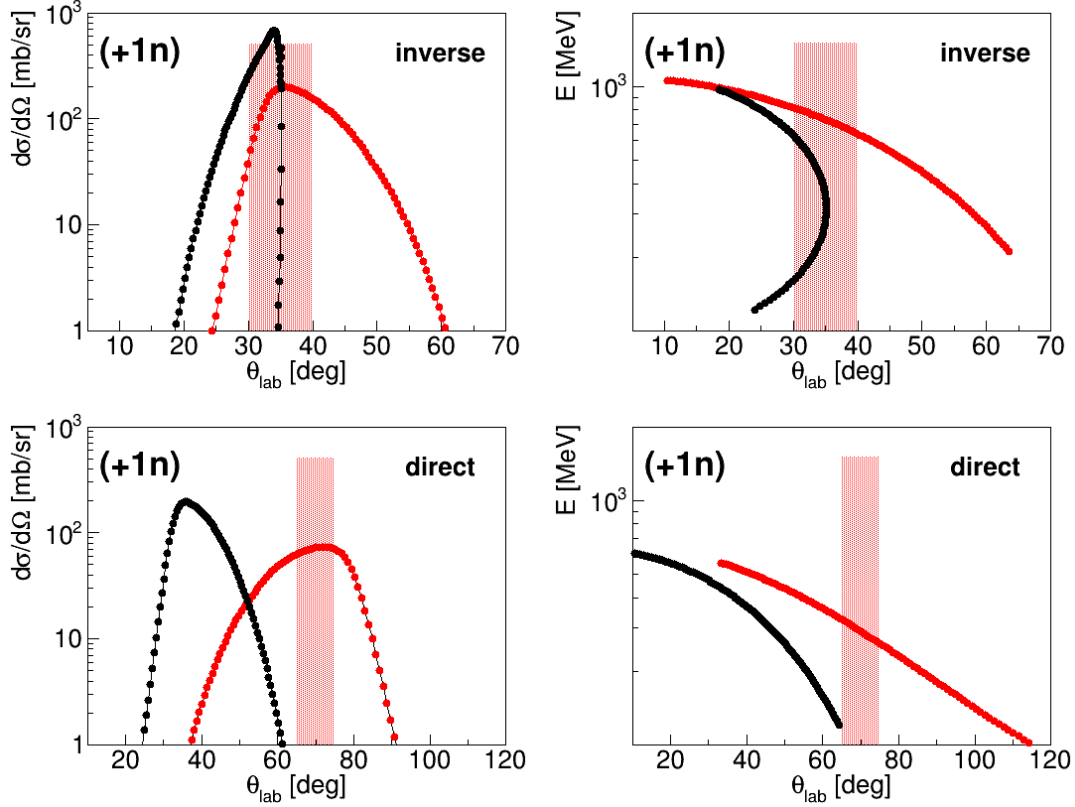 dσ/dΩ [mb/sr]
10³
10²
10
1
(+1n)
inverse
10 20 30 40 50 60 70
θlab [deg]
E [MeV]
10³
(+1n)
inverse
10 20 30 40 50 60 70
θlab [deg]
dσ/dΩ [mb/sr]
10³
10²
10
1
(+1n)
direct
20 40 60 80 100 120
θlab [deg]
E [MeV]
10³
(+1n)
direct
20 40 60 80 100 120
θlab [deg]